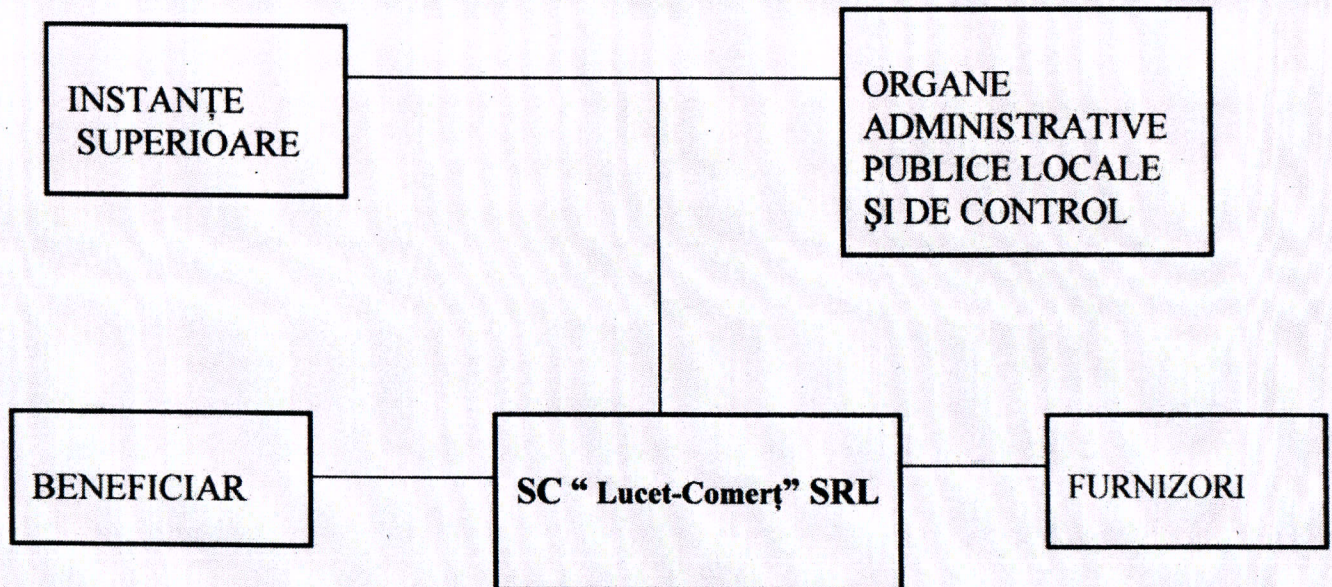 INSTANȚE
SUPERIOARE
ORGANE
ADMINISTRATIVE
PUBLICE LOCALE
ŞI DE CONTROL
BENEFICIAR
SC “ Lucet-Comerț” SRL
FURNIZORI